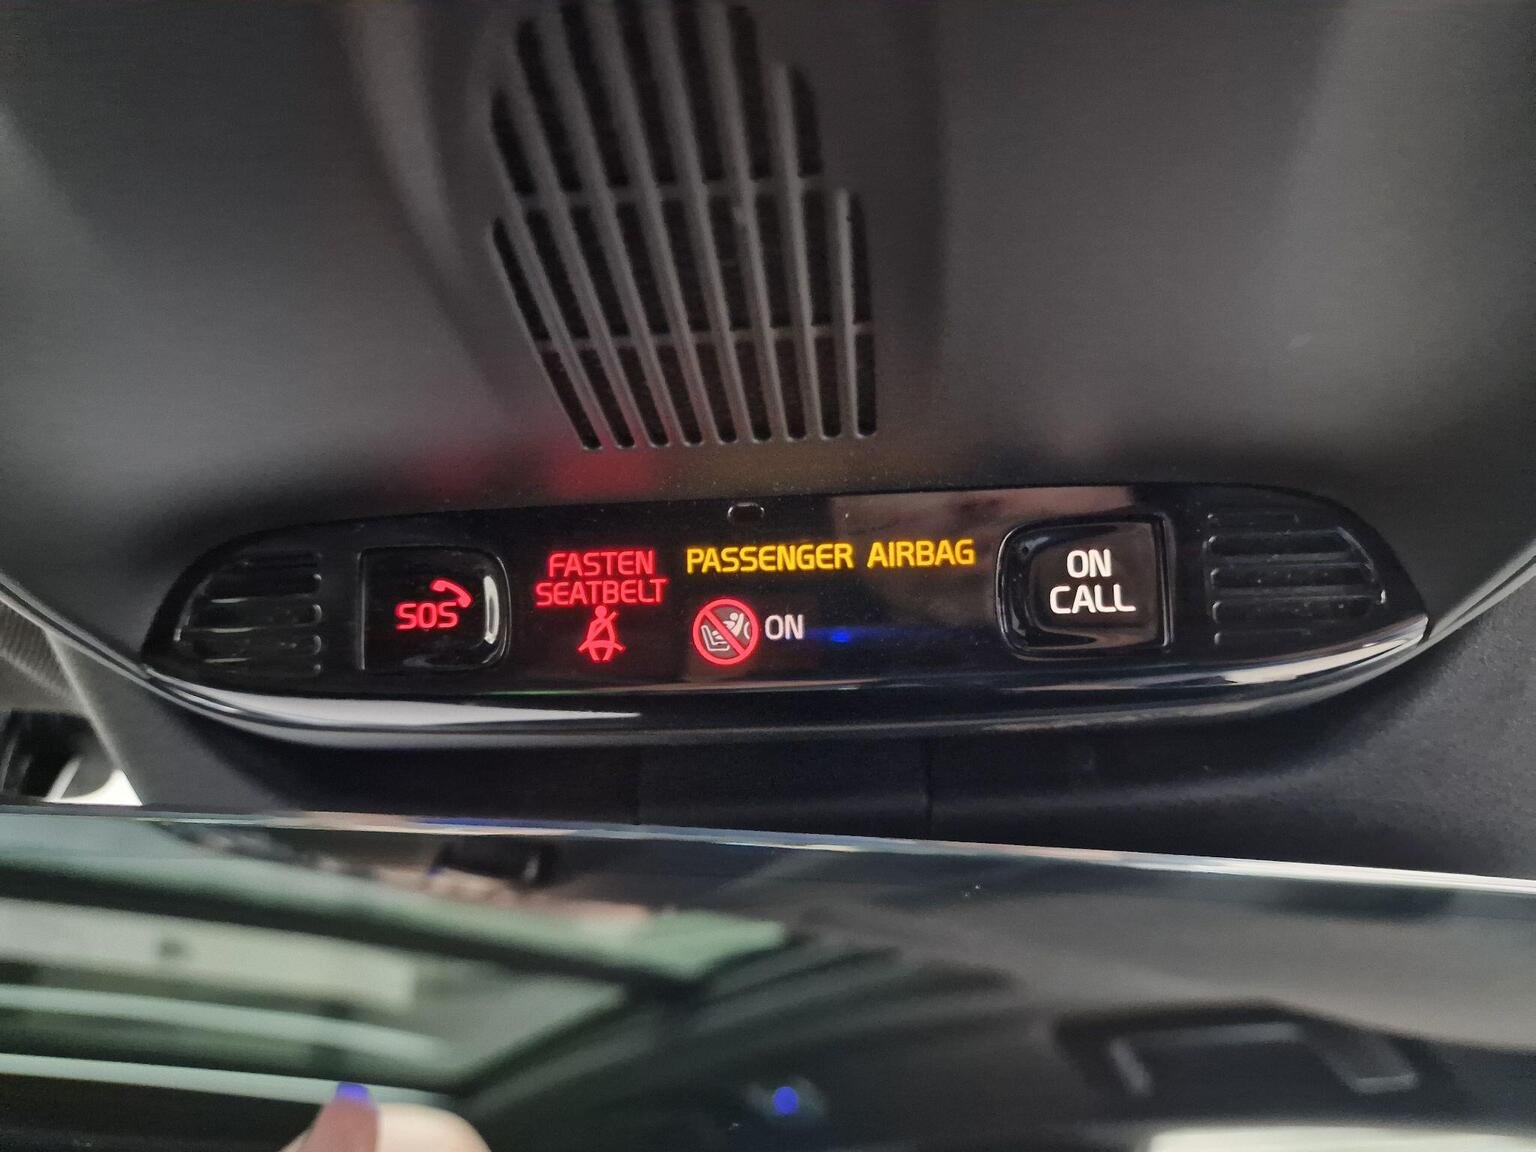 SOS
FASTEN
SEATBELT
PASSENGER AIRBAG
ON
ON
CALL